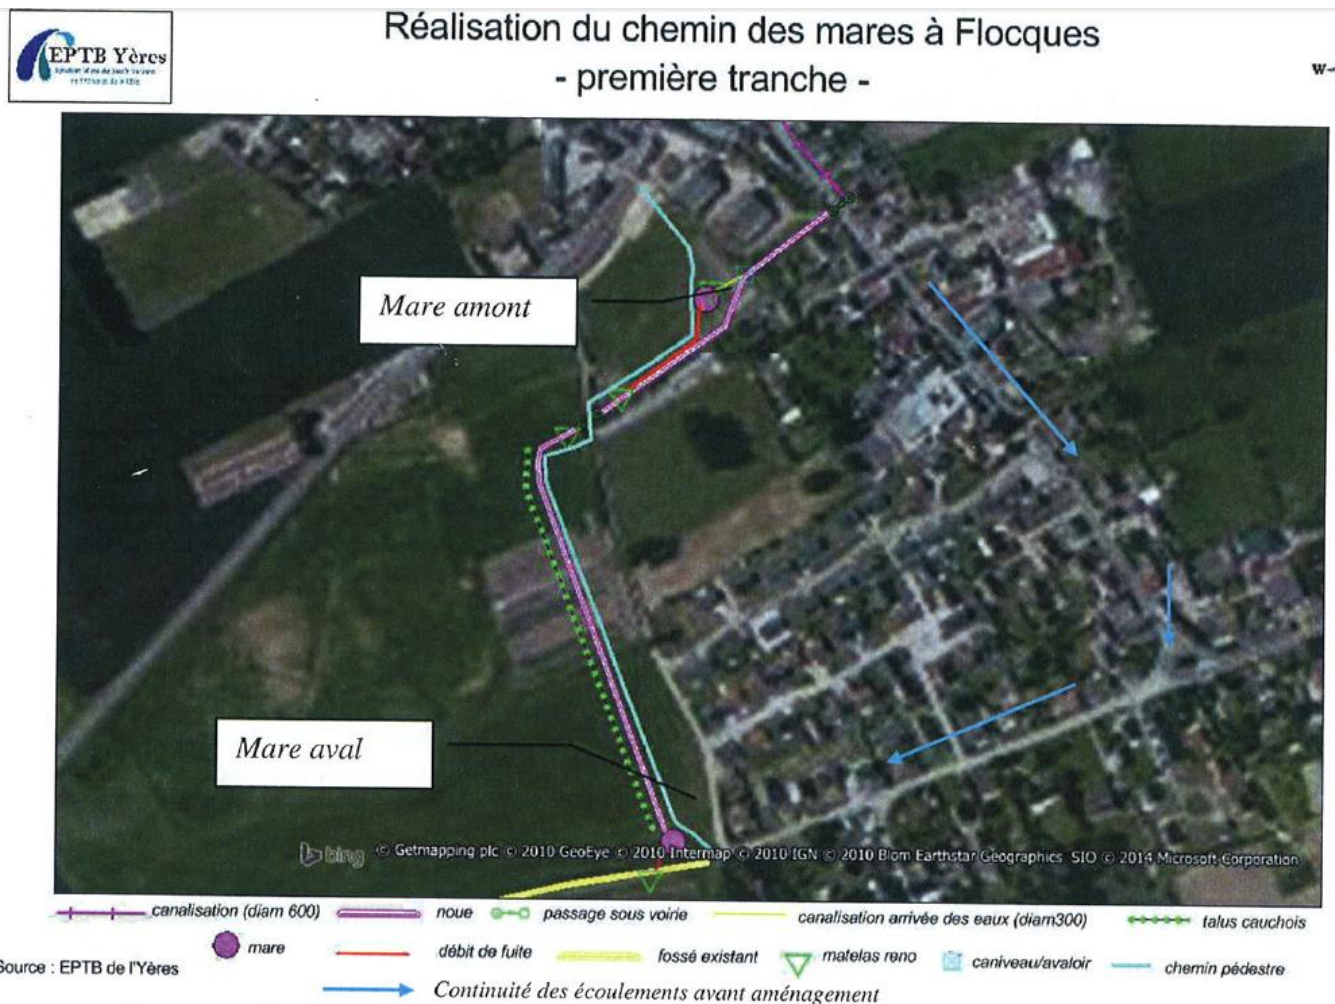 Réalisation du chemin des mares à Flocques
- première tranche -
EPTB Yères
W
Mare amont
Mare aval
bing © Getmapping plc © 2010 GeoEye © 2010 Intermap © 2010 IGN © 2010 Blom Earthstar Geographics SIO © 2014 Microsoft Corporation
canalisation (diam 600) noue passage sous voirie canalisation arrivée des eaux (diam300) talus cauchois
mare débit de fuite fossé existant matelas reno caniveau/avaloir chemin pédestre
Source : EPTB de l'Yères
Continuité des écoulements avant aménagement